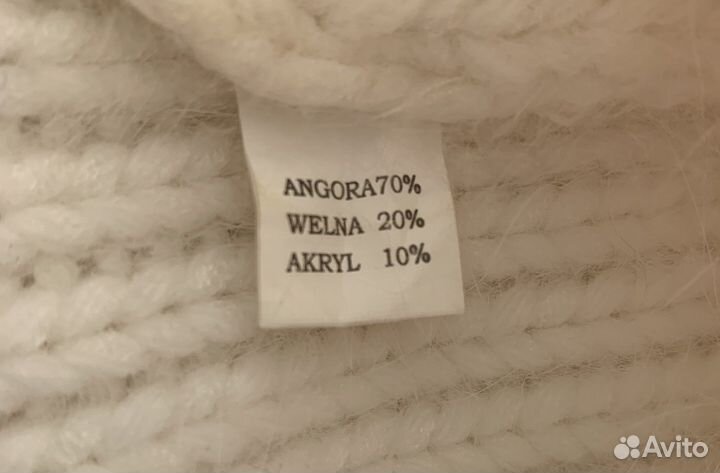 ANGORA70%
WELNA 20%
AKRYL 10%
Avito